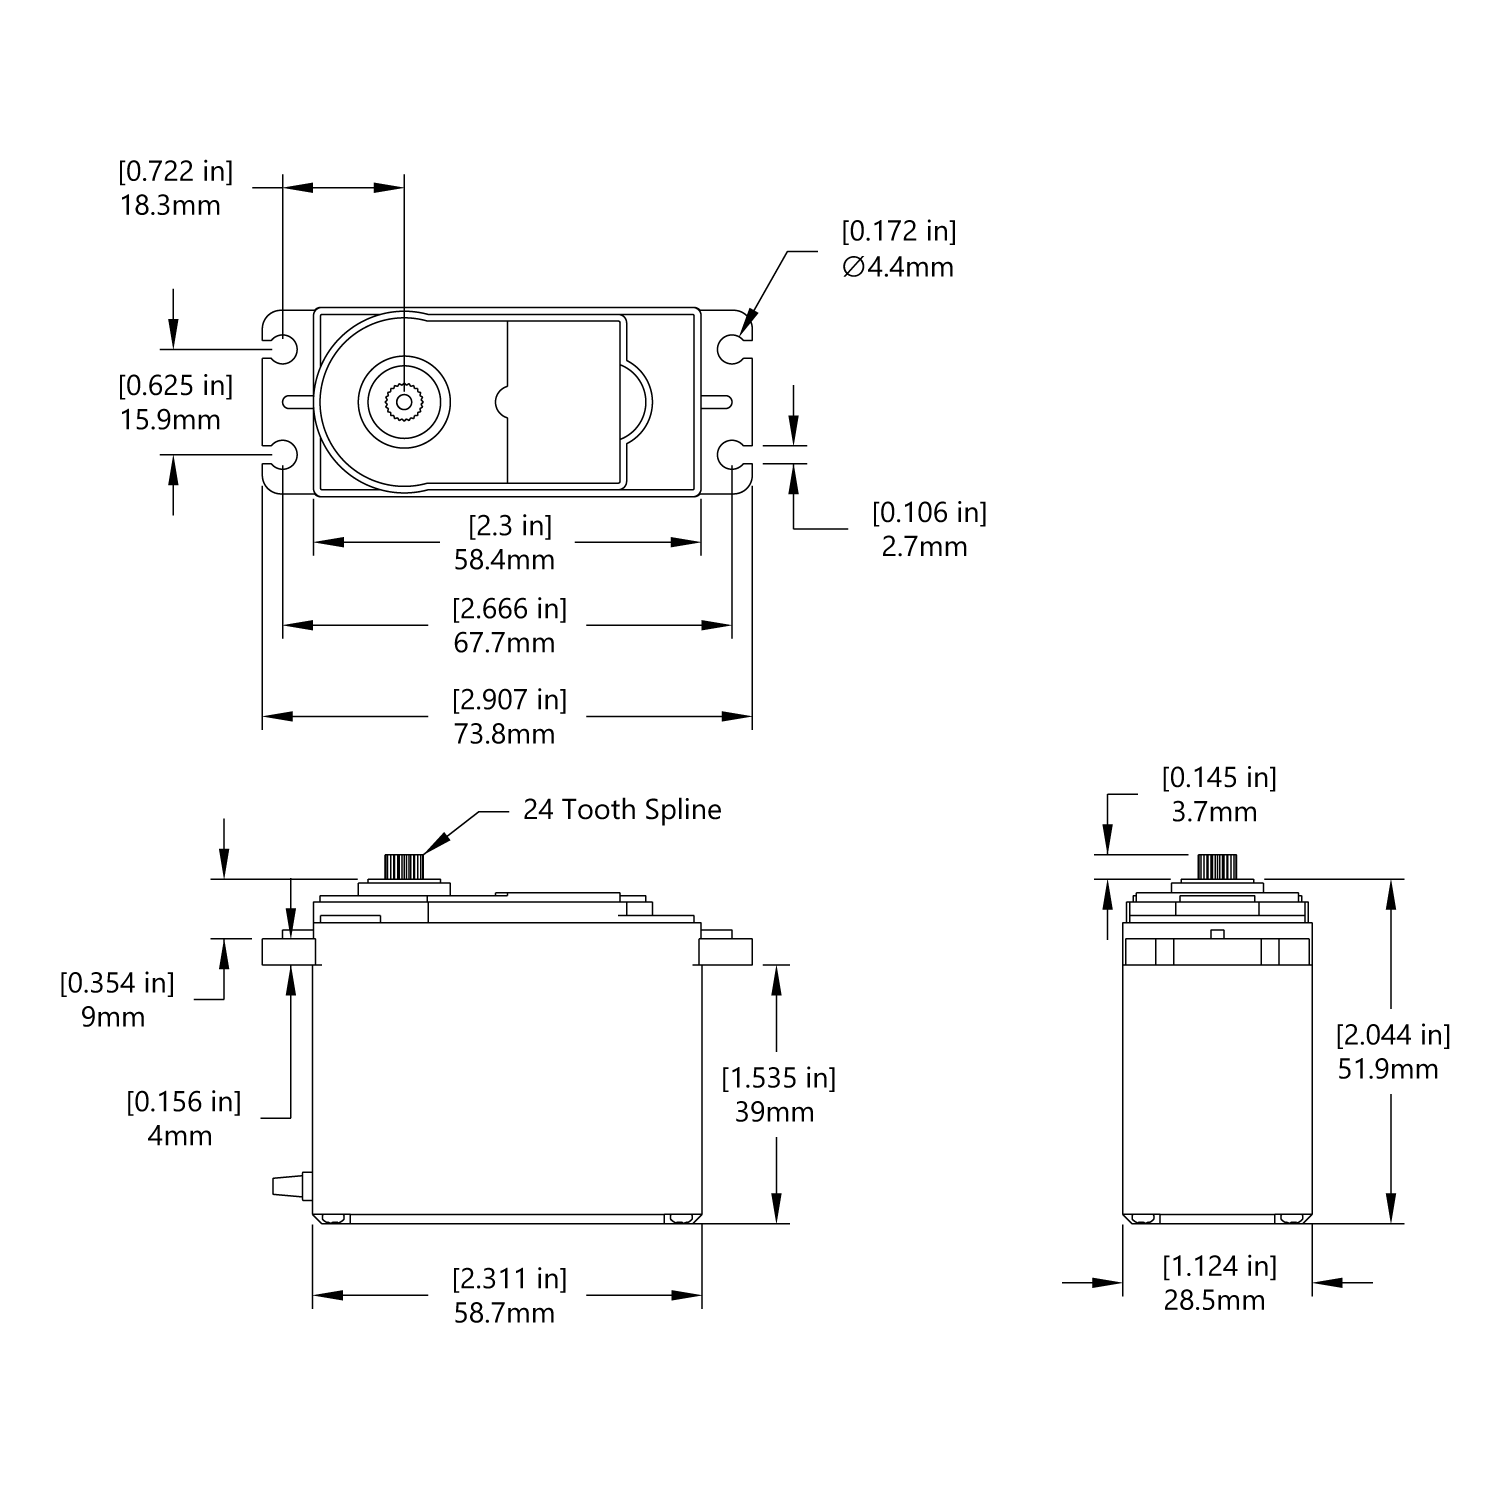 [0.722 in]
18.3mm
[0.172 in]
∅4.4mm
[0.625 in]
15.9mm
[0.106 in]
2.7mm
[2.3 in]
58.4mm
[2.666 in]
67.7mm
[2.907 in]
73.8mm
24 Tooth Spline
[0.145 in]
3.7mm
[0.354 in]
9mm
[0.156 in]
4mm
[1.535 in]
39mm
[2.044 in]
51.9mm
[2.311 in]
58.7mm
[1.124 in]
28.5mm